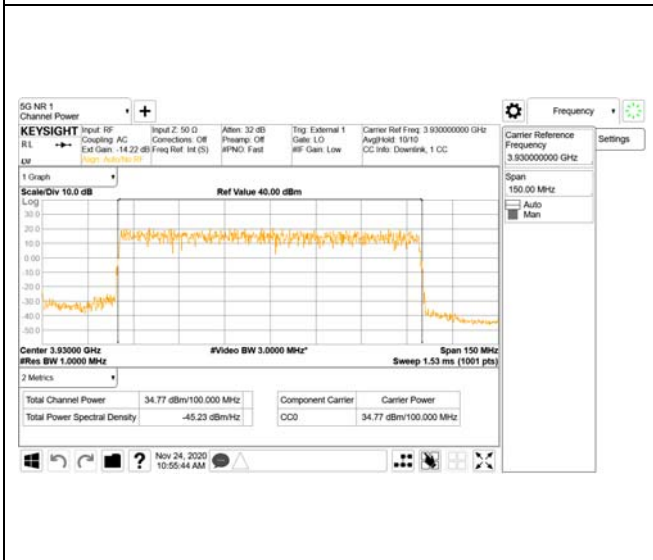 5G NR 1
Channel Power
Frequency
KEYSIGHT
RL
Input: RF
Coupling: AC
Ext Gain: -14.22 dB
Align: Auto/No RF
Input Z: 50 Ω
Corrections: Off
Freq Ref: Int (S)
Atten: 32 dB
Preamp: Off
#PNO: Fast
Trig: External 1
Gate: LO
#IF Gain: Low
Carrier Ref Freq: 3.930000000 GHz
Avg|Hold: 10/10
CC Info: Downlink, 1 CC
Carrier Reference
Frequency
3.930000000 GHz
Settings
Span
150.00 MHz
Auto
Man
1 Graph
Scale/Div 10.0 dB
Ref Value 40.00 dBm
Log
30.0
20.0
10.0
0.00
-10.0
-20.0
-30.0
-40.0
-50.0
Center 3.93000 GHz
#Video BW 3.0000 MHz*
Span 150 MHz
#Res BW 1.0000 MHz
Sweep 1.53 ms (1001 pts)
2 Metrics
Total Channel Power 34.77 dBm/100.000 MHz
Total Power Spectral Density -45.23 dBm/Hz
Component Carrier Carrier Power
CC0 34.77 dBm/100.000 MHz
Nov 24, 2020
10:55:44 AM